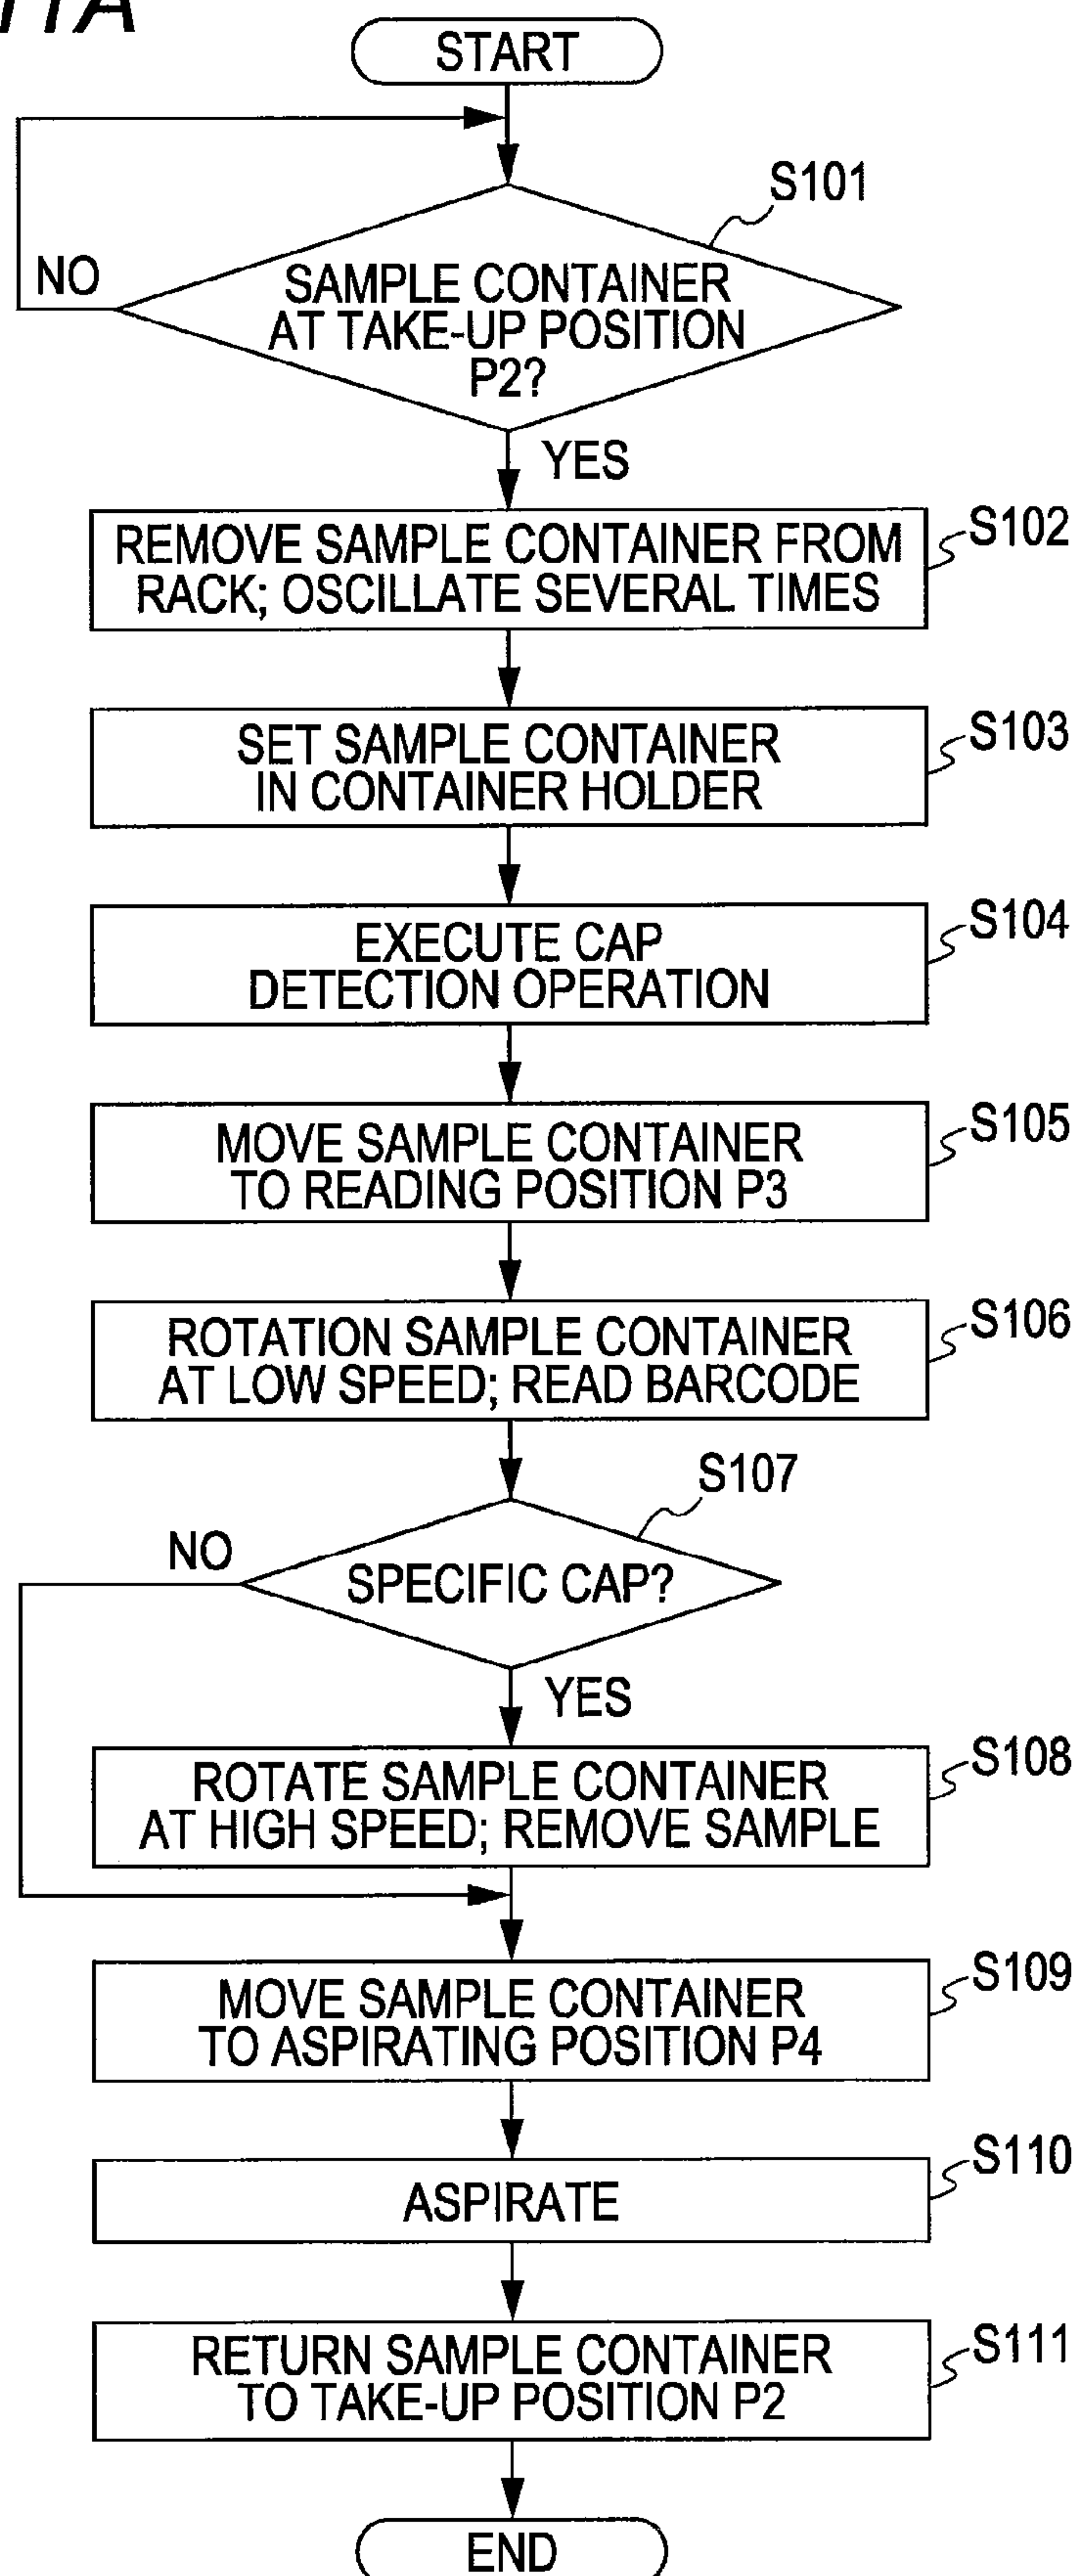 11A
START
S101
NO
SAMPLE CONTAINER
AT TAKE-UP POSITION
P2?
YES
REMOVE SAMPLE CONTAINER FROM
RACK; OSCILLATE SEVERAL TIMES
S102
SET SAMPLE CONTAINER
IN CONTAINER HOLDER
S103
EXECUTE CAP
DETECTION OPERATION
S104
MOVE SAMPLE CONTAINER
TO READING POSITION P3
S105
ROTATION SAMPLE CONTAINER
AT LOW SPEED; READ BARCODE
S106
S107
NO
SPECIFIC CAP?
YES
ROTATE SAMPLE CONTAINER
AT HIGH SPEED; REMOVE SAMPLE
S108
MOVE SAMPLE CONTAINER
TO ASPIRATING POSITION P4
S109
ASPIRATE
S110
RETURN SAMPLE CONTAINER
TO TAKE-UP POSITION P2
S111
END